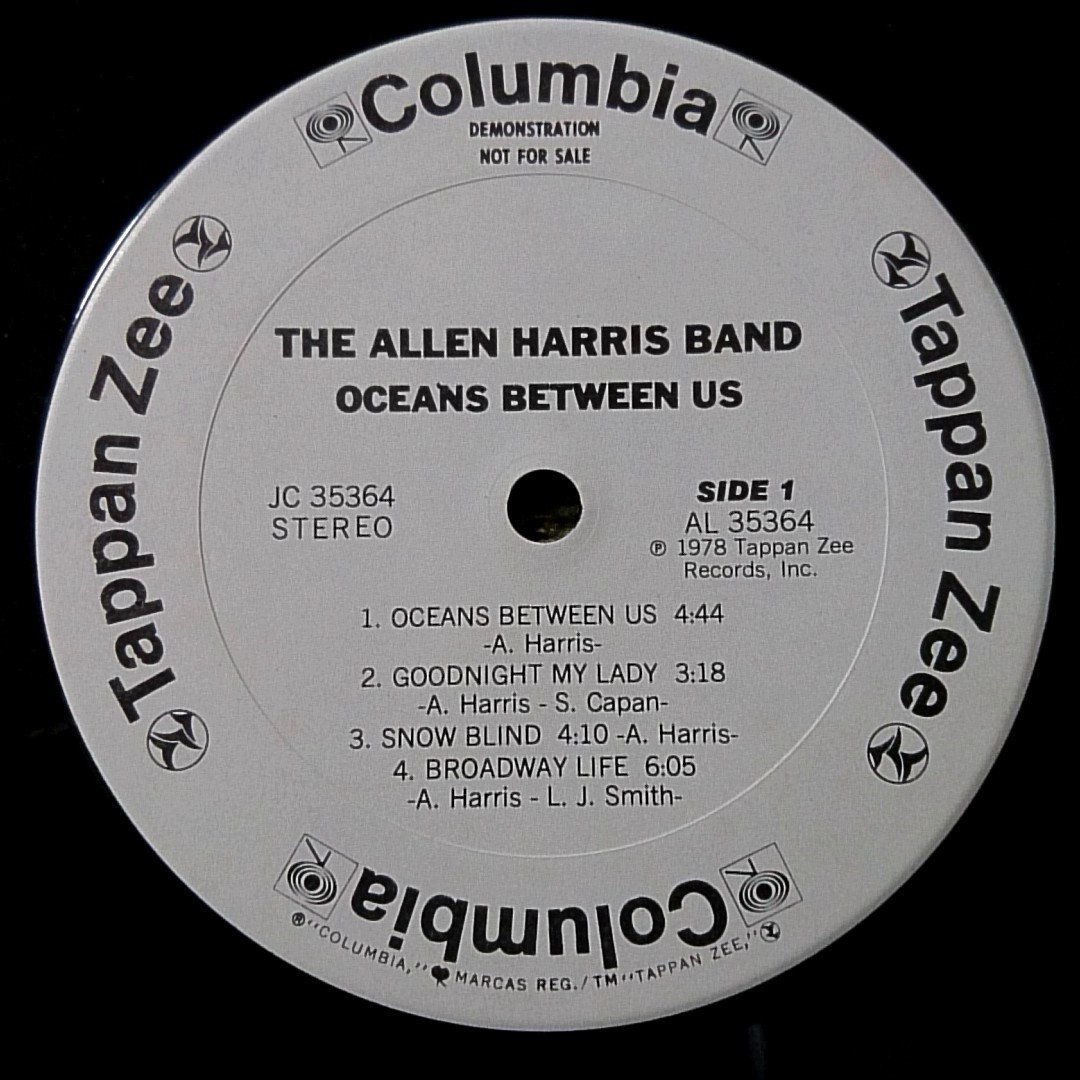 Columbia
DEMONSTRATION
NOT FOR SALE
Tappan Zee
Tappan Zee
THE ALLEN HARRIS BAND
OCEANS BETWEEN US
JC 35364
STEREO
SIDE 1
AL 35364
℗ 1978 Tappan Zee
Records, Inc.
1. OCEANS BETWEEN US 4:44
-A. Harris-
2. GOODNIGHT MY LADY 3:18
-A. Harris - S. Capan-
3. SNOW BLIND 4:10 -A. Harris-
4. BROADWAY LIFE 6:05
-A. Harris - L. J. Smith-
Columbia
®"COLUMBIA," MARCAS REG./TM "TAPPAN ZEE,"